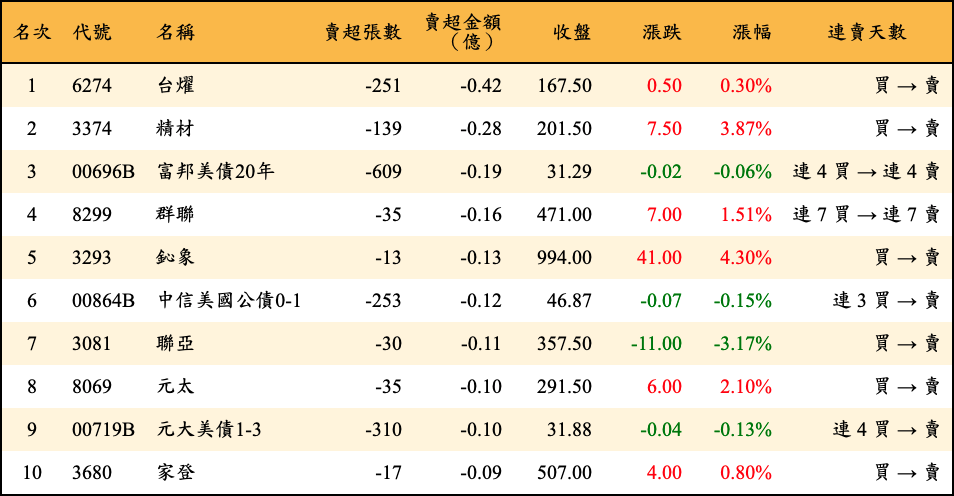 名次 代號 名稱 賣超張數 賣超金額（億） 收盤 漲跌 漲幅 連賣天數
1 6274 台燿 -251 -0.42 167.50 0.50 0.30% 買 → 賣
2 3374 精材 -139 -0.28 201.50 7.50 3.87% 買 → 賣
3 00696B 富邦美債20年 -609 -0.19 31.29 -0.02 -0.06% 連 4 買 → 連 4 賣
4 8299 群聯 -35 -0.16 471.00 7.00 1.51% 連 7 買 → 連 7 賣
5 3293 鈊象 -13 -0.13 994.00 41.00 4.30% 買 → 賣
6 00864B 中信美國公債0-1 -253 -0.12 46.87 -0.07 -0.15% 連 3 買 → 賣
7 3081 聯亞 -30 -0.11 357.50 -11.00 -3.17% 買 → 賣
8 8069 元太 -35 -0.10 291.50 6.00 2.10% 買 → 賣
9 00719B 元大美債1-3 -310 -0.10 31.88 -0.04 -0.13% 連 4 買 → 賣
10 3680 家登 -17 -0.09 507.00 4.00 0.80% 買 → 賣